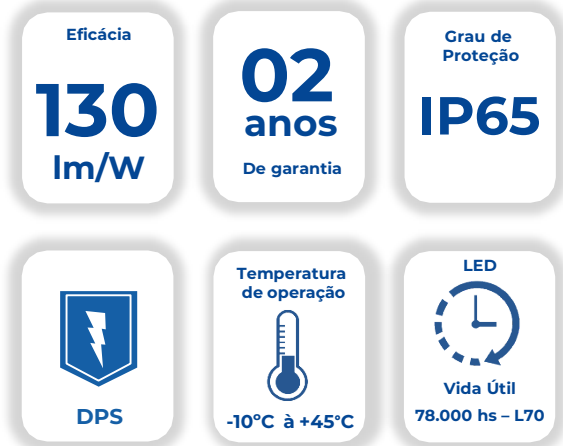 Eficácia
130
lm/W
02
anos
De garantia
Grau de
Proteção
IP65
DPS
Temperatura
de operação
-10ºC à +45°C
LED
Vida Útil
78.000 hs – L70